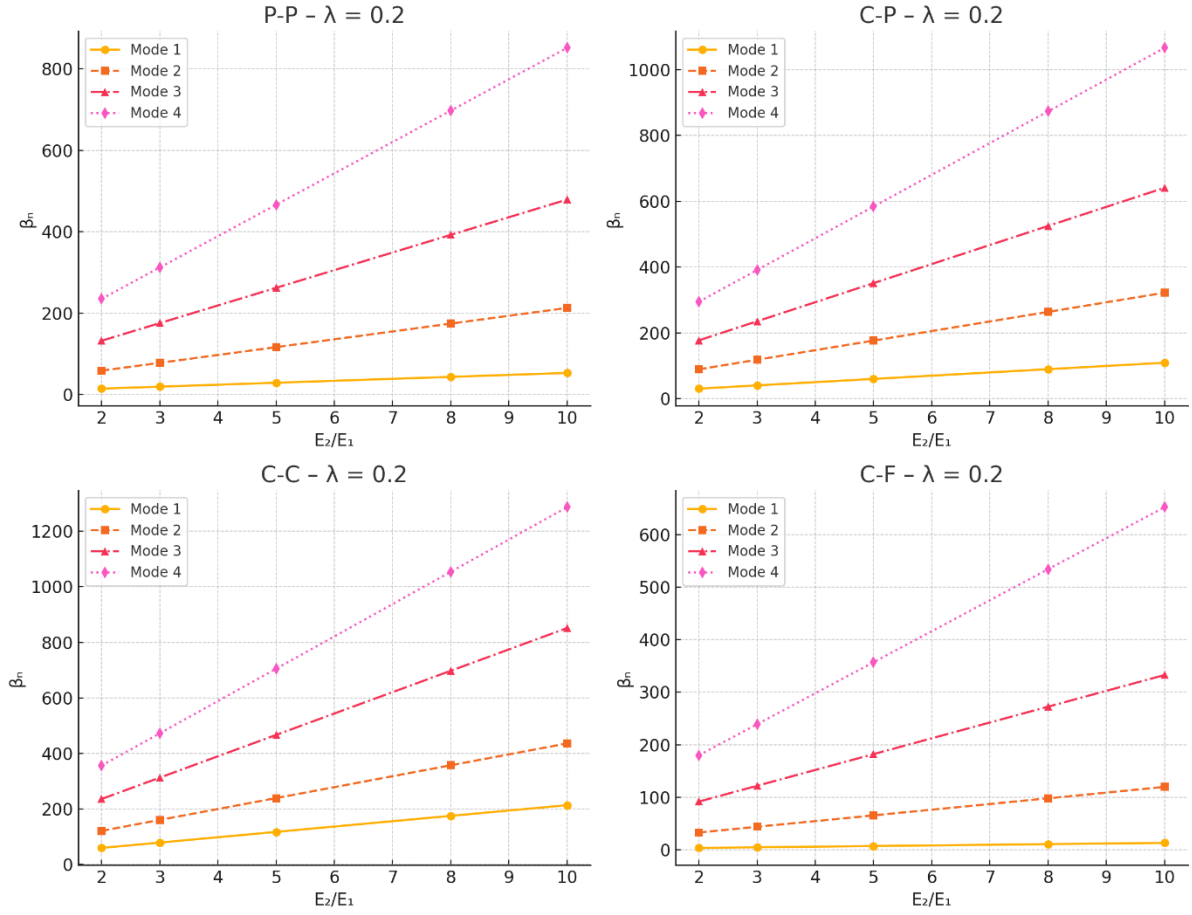 P-P – λ = 0.2
Mode 1
Mode 2
Mode 3
Mode 4
βₙ
0
200
400
600
800
2 3 4 5 6 7 8 9 10
E₂/E₁
C-P – λ = 0.2
Mode 1
Mode 2
Mode 3
Mode 4
βₙ
0
200
400
600
800
1000
2 3 4 5 6 7 8 9 10
E₂/E₁
C-C – λ = 0.2
Mode 1
Mode 2
Mode 3
Mode 4
βₙ
0
200
400
600
800
1000
1200
2 3 4 5 6 7 8 9 10
E₂/E₁
C-F – λ = 0.2
Mode 1
Mode 2
Mode 3
Mode 4
βₙ
0
100
200
300
400
500
600
2 3 4 5 6 7 8 9 10
E₂/E₁